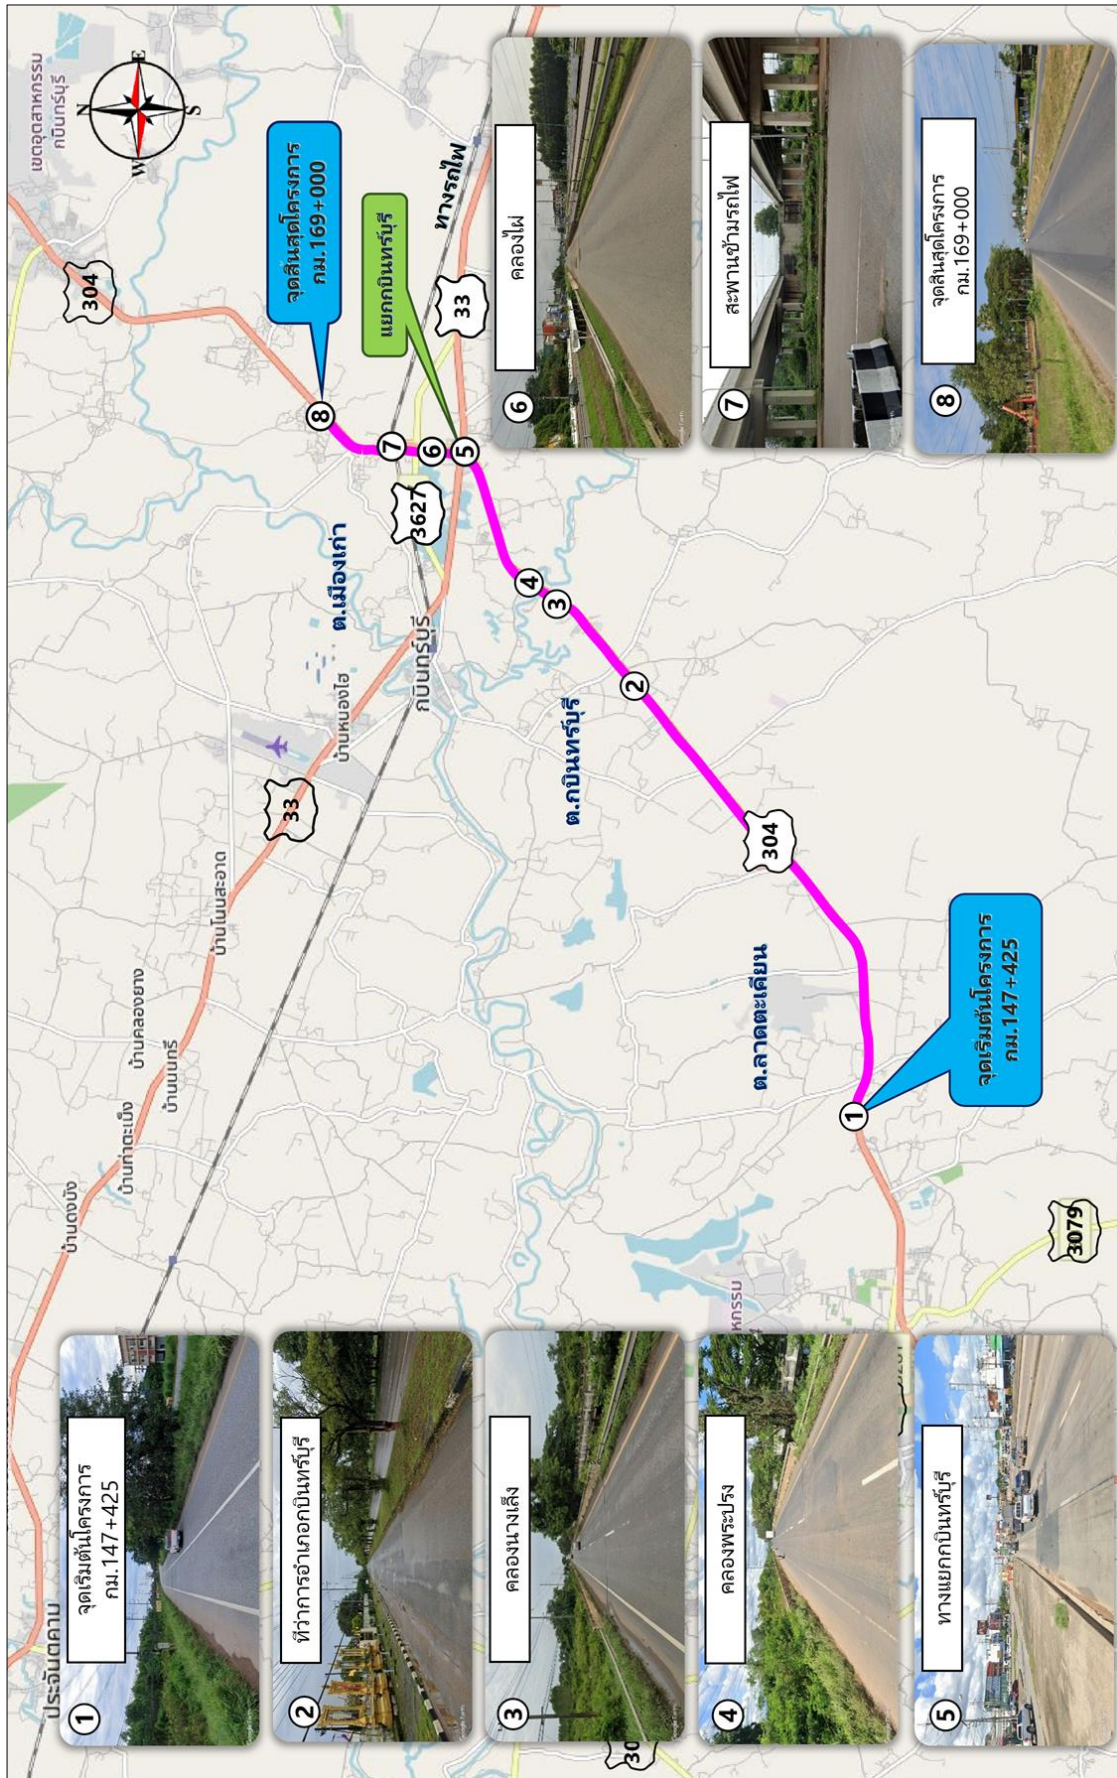 เขตอุตสาหกรรม
กบินทร์บุรี
N
E
S
W
304
จุดสิ้นสุดโครงการ
กม.169+000
แยกกบินทร์บุรี
ทางรถไฟ
33
3627
ต.เมืองเก่า
กบินทร์บุรี
บ้านหนองไฮ
33
บ้านโนนสะอาด
บ้านคลองยาง
บ้านนนทรี
บ้านท่าตะเบิ้ง
บ้านดงบัง
ประจันตคาม
ต.กบินทร์บุรี
304
ต.ลาดตะเคียน
จุดเริ่มต้นโครงการ
กม.147+425
3079
หกรรม
30
1
2
3
4
5
6
7
8
1
จุดเริ่มต้นโครงการ
กม.147+425
2
ที่ว่าการอำเภอกบินทร์บุรี
3
คลองนางเล็ง
4
คลองพระปรง
5
ทางแยกกบินทร์บุรี
6
คลองไผ่
7
สะพานข้ามรถไฟ
8
จุดสิ้นสุดโครงการ
กม.169+000